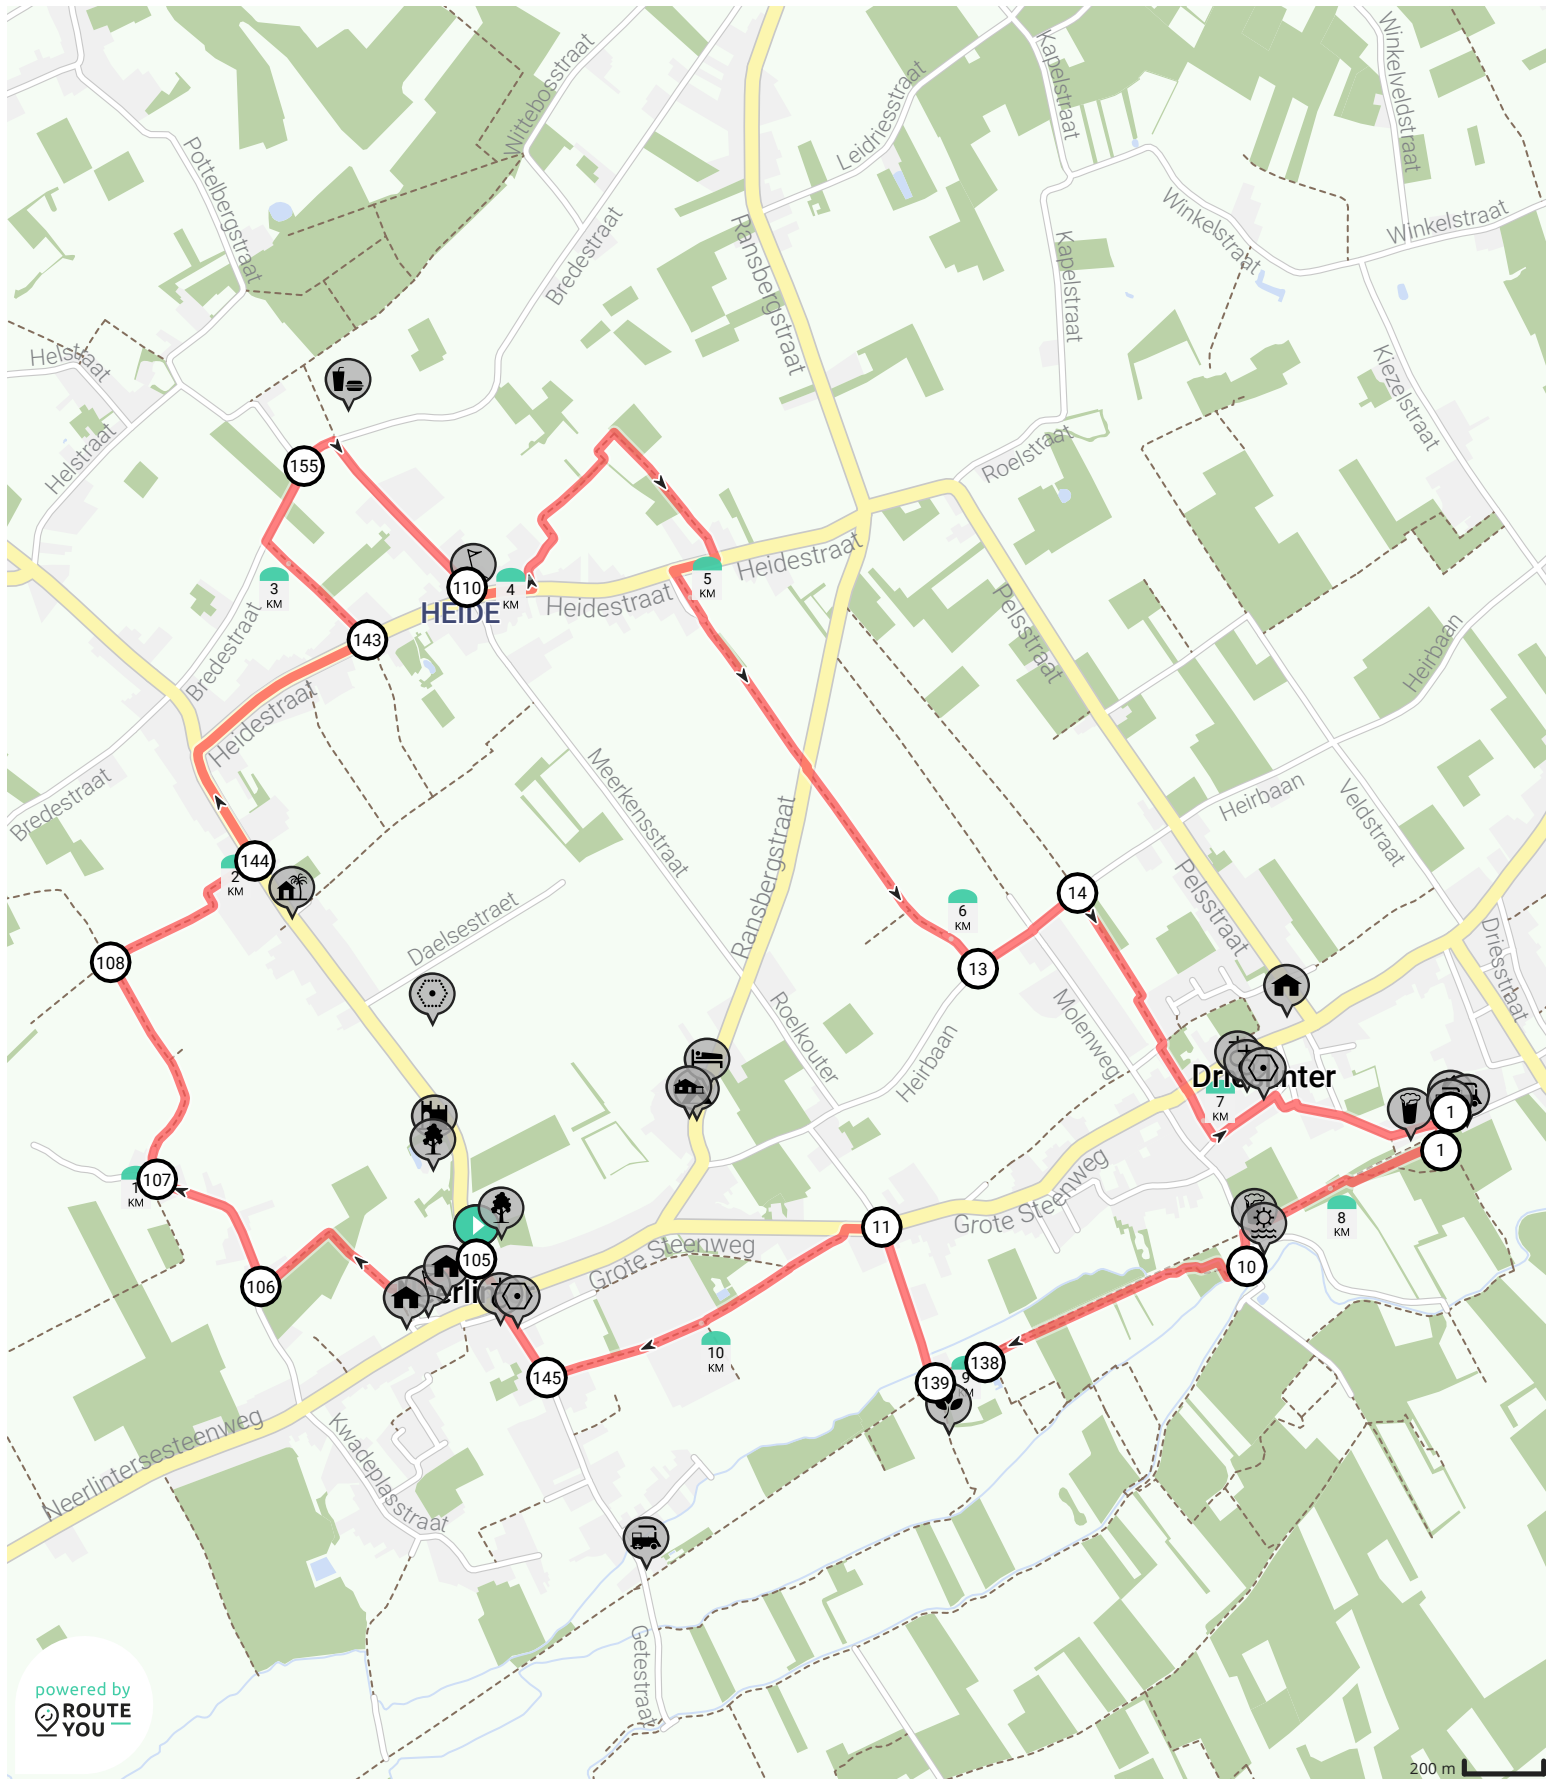 Wittebosstraat
Kapelstraat
Winkelveldstraat
Leidriesstraat
Pottelbergstraat
Bredestraat
Ransbergstraat
Winkelstraat
Winkelstraat
Kapelstraat
Helstraat
Kiezelstraat
Helstraat
Roelstraat
155
Heidestraat
110
4
KM
5
KM
3
KM
HEIDE
Heidestraat
143
Pelsstraat
Heirbaan
Bredestraat
Heidestraat
Bredestraat
Meerkensstraat
Ransbergstraat
Heirbaan
Veldstraat
144
2
KM
Daelsestraet
14
Pelsstraat
6
KM
108
13
Driesstraat
Roelkouter
Molenweg
Heirbaan
7
KM
1
1
107
1
KM
Grote Steenweg
8
KM
11
Grote Steenweg
105
106
10
10
KM
138
139
9
KM
145
Neerlintersesteenweg
Kwadeplasstraat
Getestraat
powered by
ROUTE
YOU
200 m